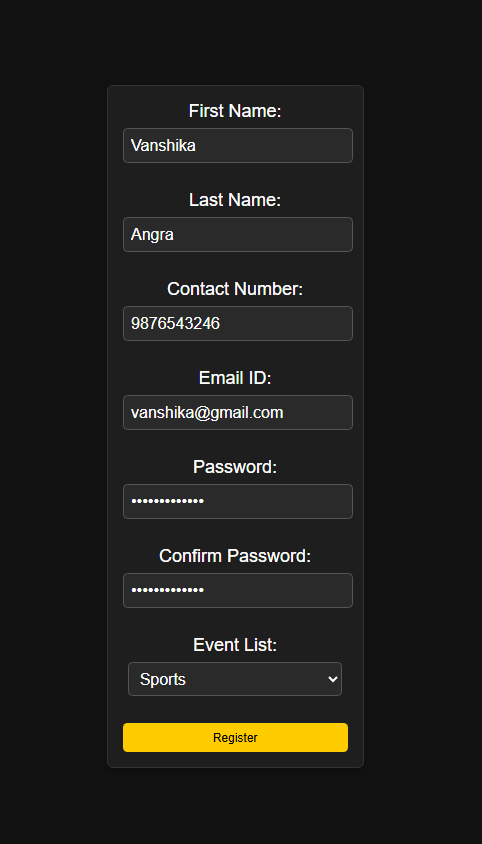 First Name:
Vanshika
Last Name:
Angra
Contact Number:
9876543246
Email ID:
vanshika@gmail.com
Password:
•••••••••••••
Confirm Password:
•••••••••••••
Event List:
Sports
Register